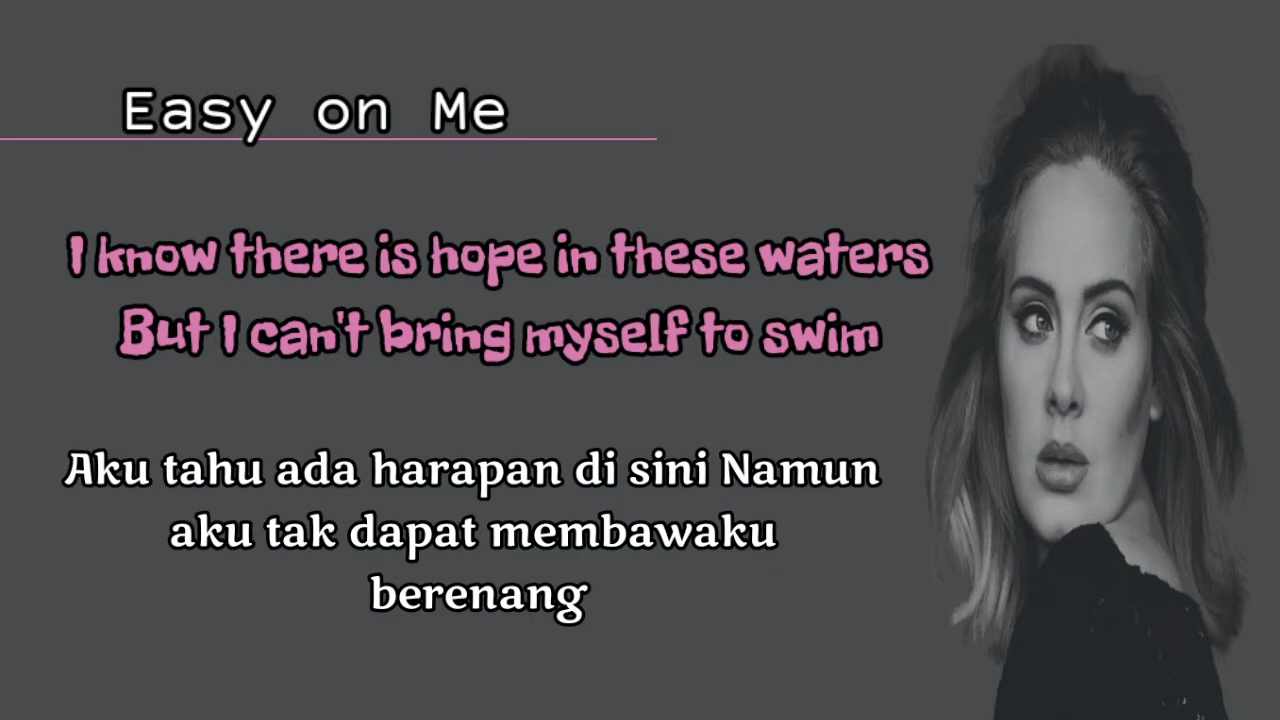 Easy on Me
I know there is hope in these waters
But I can't bring myself to swim
Aku tahu ada harapan di sini Namun
aku tak dapat membawaku
berenang